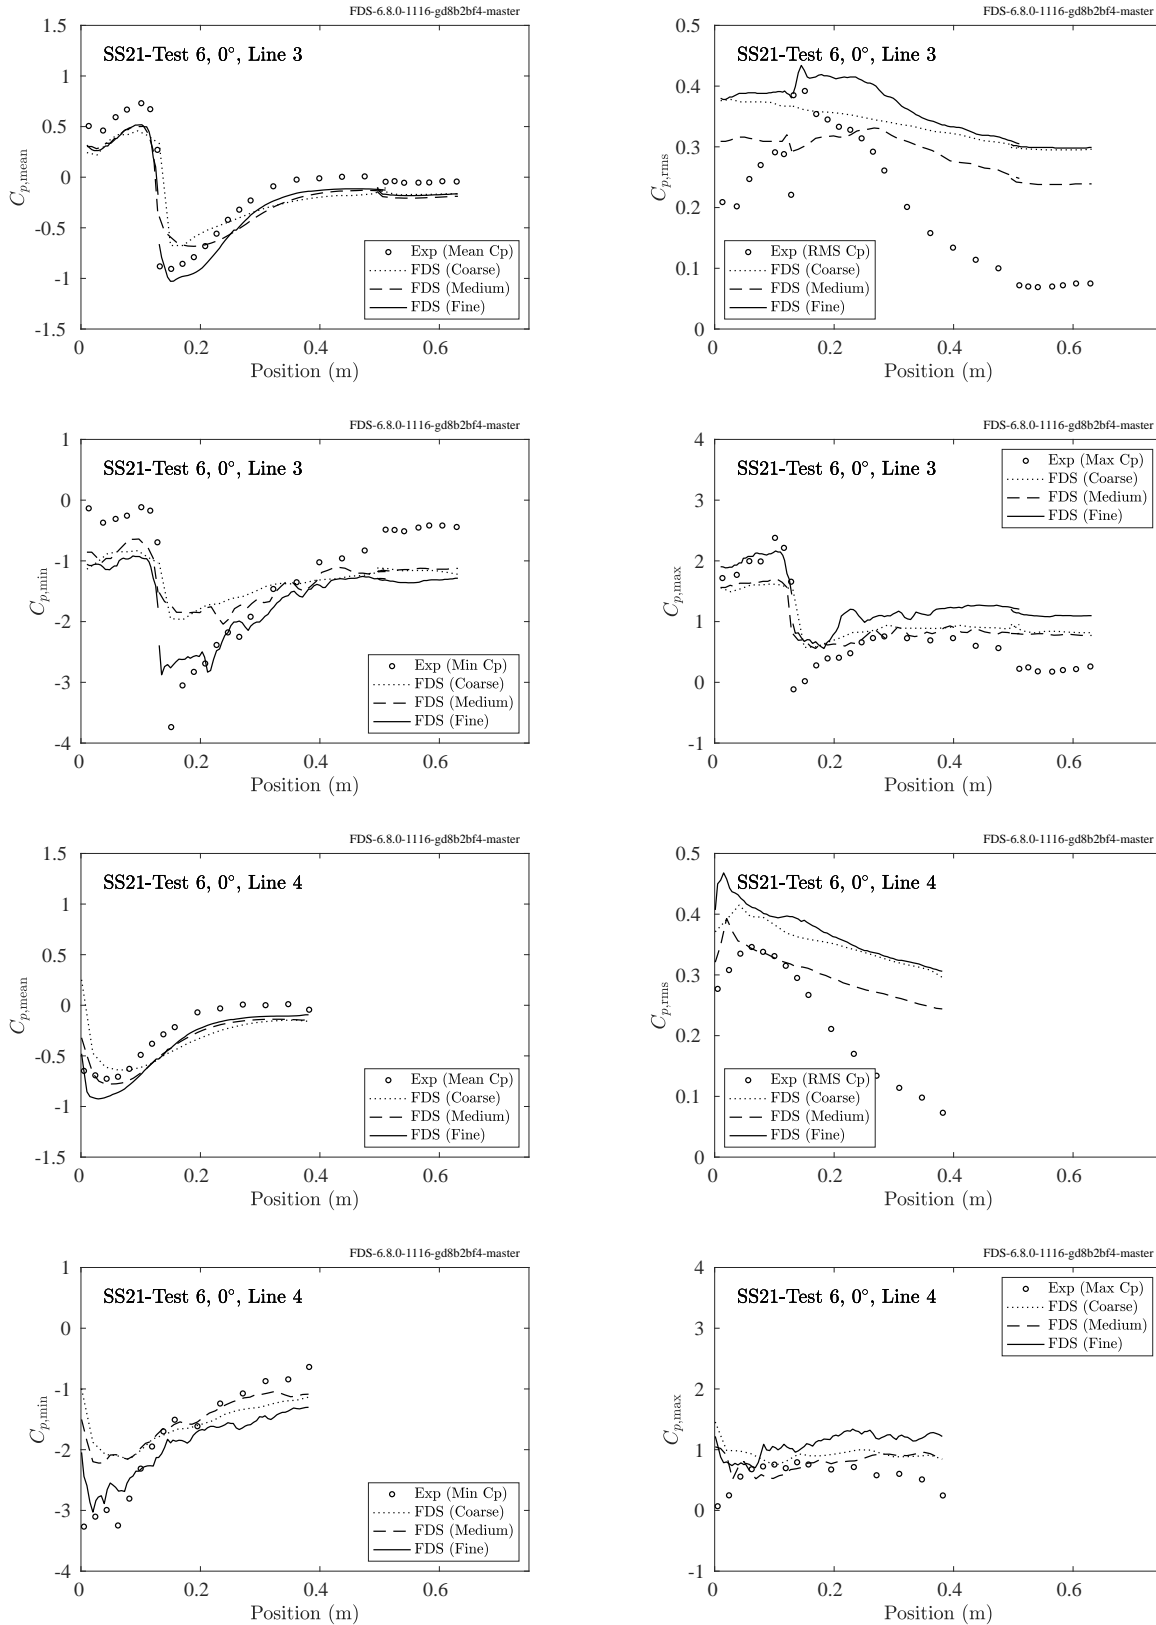 FDS-6.8.0-1116-gd8b2bf4-master
SS21-Test 6, 0°, Line 3
1.5
1
0.5
0
-0.5
-1
-1.5
C_{p,mean}
Exp (Mean Cp)
FDS (Coarse)
FDS (Medium)
FDS (Fine)
0 0.2 0.4 0.6
Position (m)
FDS-6.8.0-1116-gd8b2bf4-master
SS21-Test 6, 0°, Line 3
0.5
0.4
0.3
0.2
0.1
0
C_{p,rms}
Exp (RMS Cp)
FDS (Coarse)
FDS (Medium)
FDS (Fine)
0 0.2 0.4 0.6
Position (m)
FDS-6.8.0-1116-gd8b2bf4-master
SS21-Test 6, 0°, Line 3
1
0
-1
-2
-3
-4
C_{p,min}
Exp (Min Cp)
FDS (Coarse)
FDS (Medium)
FDS (Fine)
0 0.2 0.4 0.6
Position (m)
FDS-6.8.0-1116-gd8b2bf4-master
SS21-Test 6, 0°, Line 3
4
3
2
1
0
-1
C_{p,max}
Exp (Max Cp)
FDS (Coarse)
FDS (Medium)
FDS (Fine)
0 0.2 0.4 0.6
Position (m)
FDS-6.8.0-1116-gd8b2bf4-master
SS21-Test 6, 0°, Line 4
1.5
1
0.5
0
-0.5
-1
-1.5
C_{p,mean}
Exp (Mean Cp)
FDS (Coarse)
FDS (Medium)
FDS (Fine)
0 0.2 0.4 0.6
Position (m)
FDS-6.8.0-1116-gd8b2bf4-master
SS21-Test 6, 0°, Line 4
0.5
0.4
0.3
0.2
0.1
0
C_{p,rms}
Exp (RMS Cp)
FDS (Coarse)
FDS (Medium)
FDS (Fine)
0 0.2 0.4 0.6
Position (m)
FDS-6.8.0-1116-gd8b2bf4-master
SS21-Test 6, 0°, Line 4
1
0
-1
-2
-3
-4
C_{p,min}
Exp (Min Cp)
FDS (Coarse)
FDS (Medium)
FDS (Fine)
0 0.2 0.4 0.6
Position (m)
FDS-6.8.0-1116-gd8b2bf4-master
SS21-Test 6, 0°, Line 4
4
3
2
1
0
-1
C_{p,max}
Exp (Max Cp)
FDS (Coarse)
FDS (Medium)
FDS (Fine)
0 0.2 0.4 0.6
Position (m)